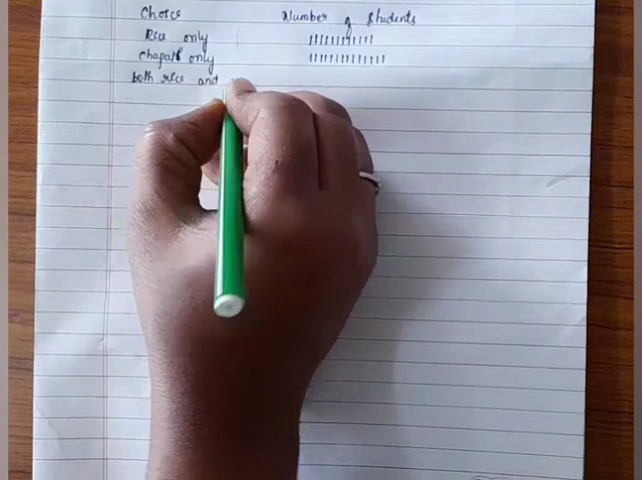 Choice Number of Students
Rice only
Chapati only
both rice and